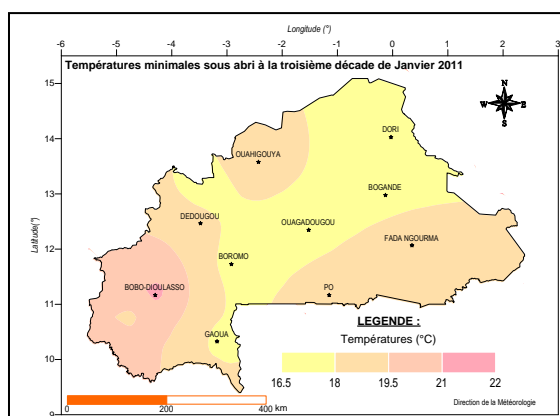 Longitude (°)
-6 -5 -4 -3 -2 -1 0 1 2 3
Températures minimales sous abri à la troisième décade de Janvier 2011
15
N
W E
S
14
DORI
OUAHIGOUYA
13
BOGANDE
DEDOUGOU
OUAGADOUGOU
Latitude(°)
12
FADA NGOURMA
BOROMO
BOBO-DIOULASSO
PO
11
LEGENDE :
GAOUA
Températures (°C)
10
16.5 18 19.5 21 22
9
0 200 400 km
Direction de la Météorologie